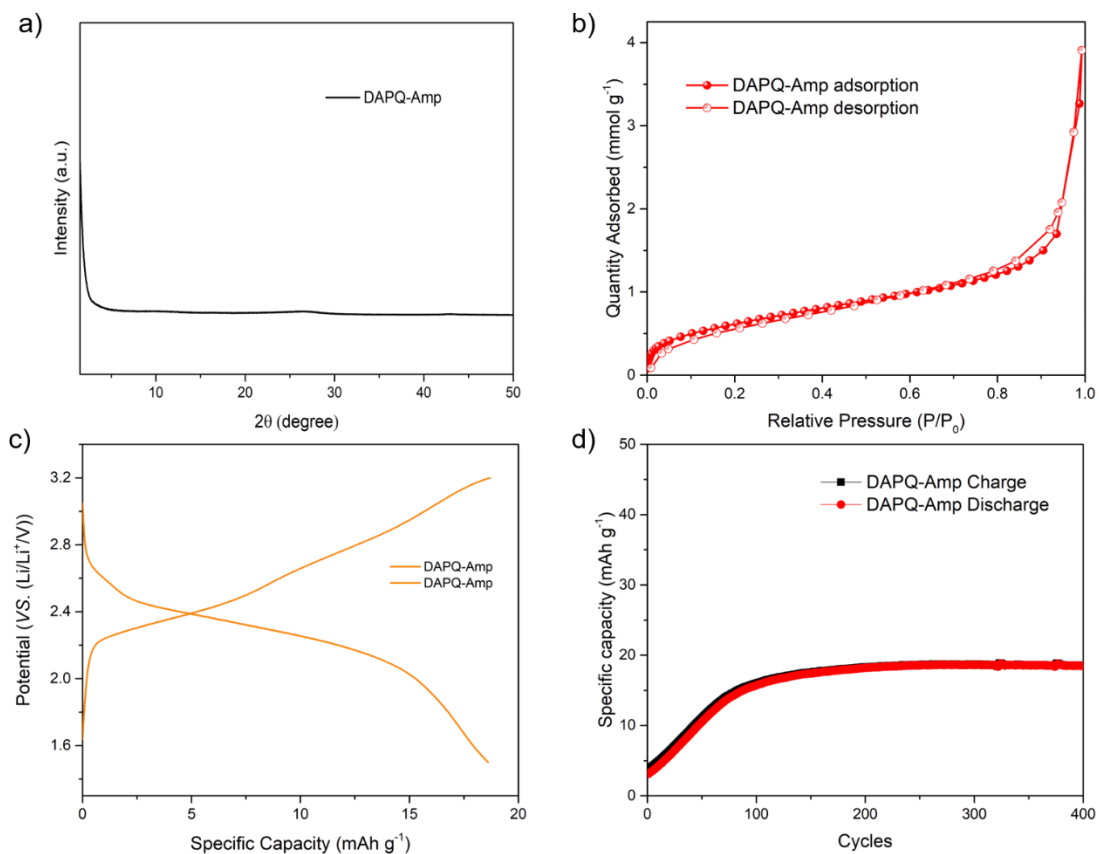 a)
DAPQ-Amp
Intensity (a.u.)
10 20 30 40 50
2θ (degree)
b)
DAPQ-Amp adsorption
DAPQ-Amp desorption
Quantity Adsorbed (mmol g⁻¹)
4
3
2
1
0
0.0 0.2 0.4 0.6 0.8 1.0
Relative Pressure (P/P₀)
c)
DAPQ-Amp
DAPQ-Amp
Potential (VS. (Li/Li⁺/V))
3.2
2.8
2.4
2.0
1.6
0 5 10 15 20
Specific Capacity (mAh g⁻¹)
d)
DAPQ-Amp Charge
DAPQ-Amp Discharge
Specific capacity (mAh g⁻¹)
50
40
30
20
10
0
0 100 200 300 400
Cycles